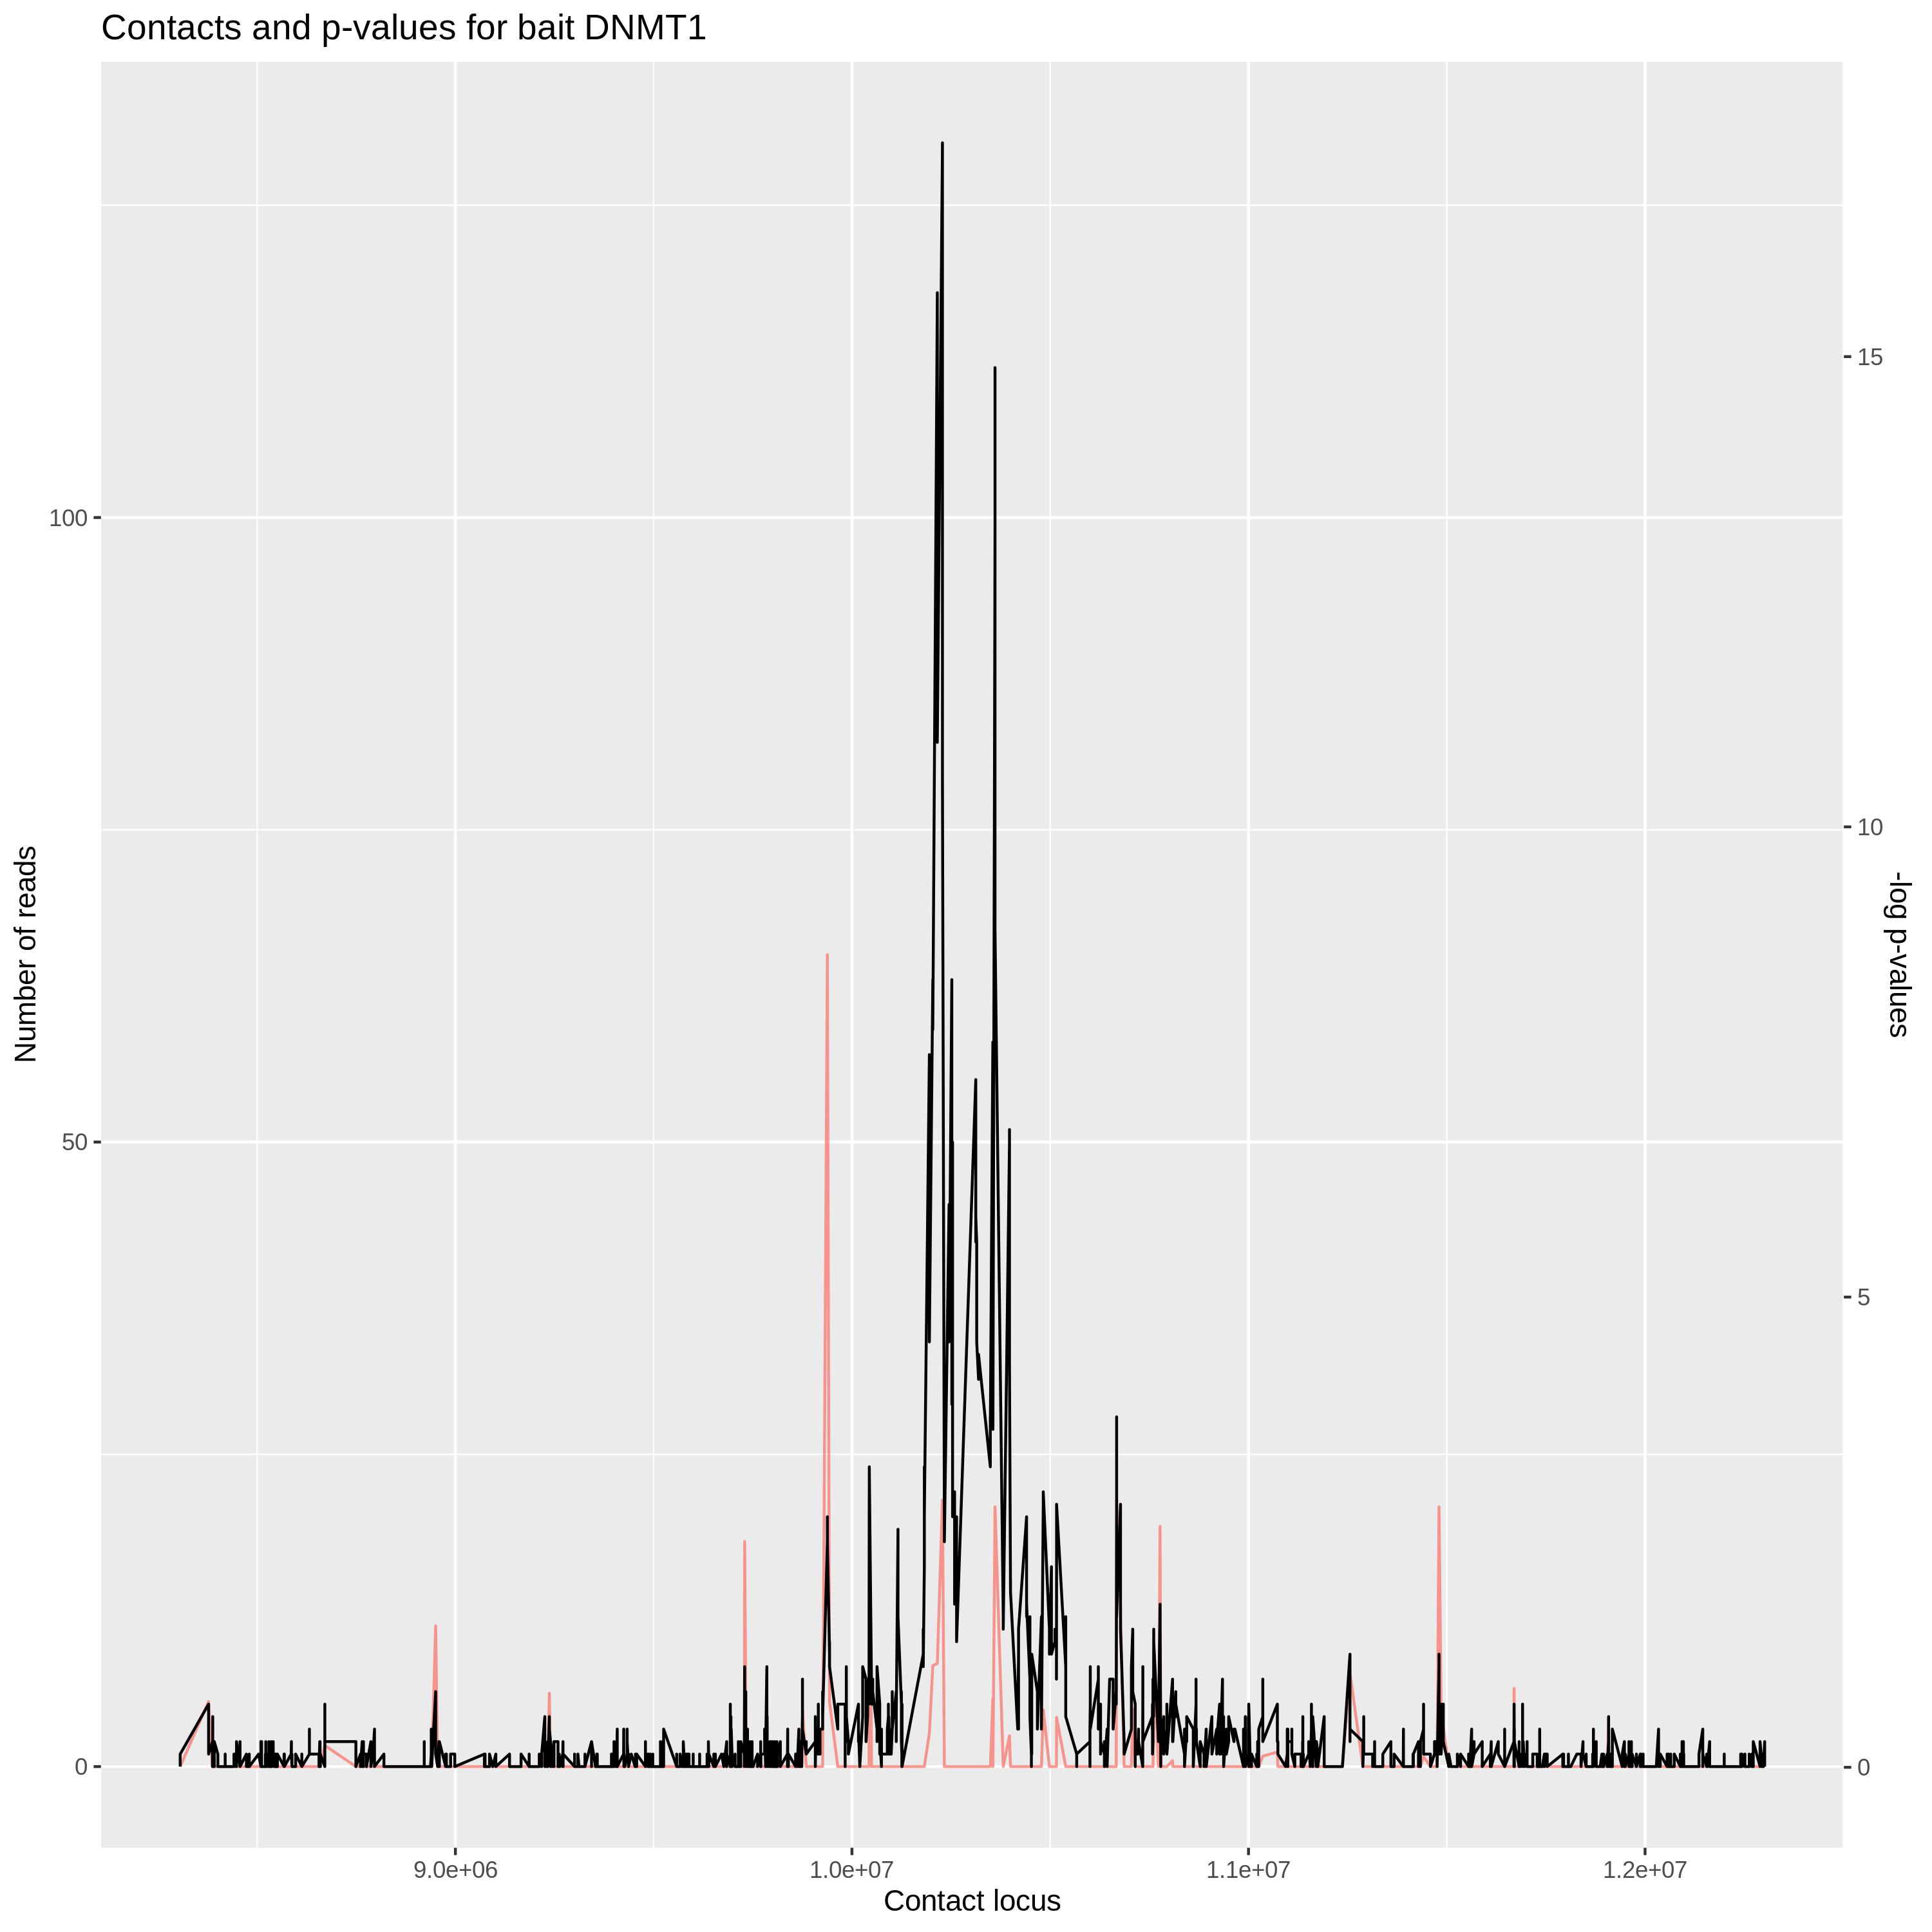 Contacts and p-values for bait DNMT1
100
50
0
Number of reads
15
10
5
0
-log p-values
9.0e+06
1.0e+07
1.1e+07
1.2e+07
Contact locus